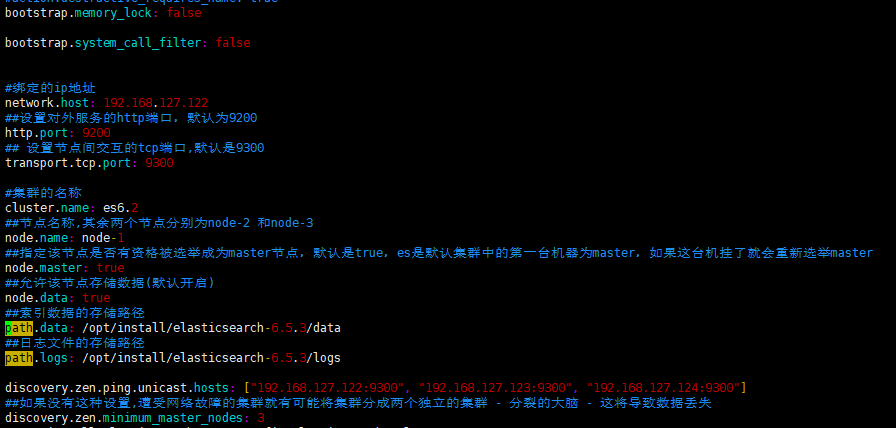 #action.destructive_requires_name: true
bootstrap.memory_lock: false
bootstrap.system_call_filter: false
#绑定的ip地址
network.host: 192.168.127.122
##设置对外服务的http端口, 默认为9200
http.port: 9200
## 设置节点间交互的tcp端口,默认是9300
transport.tcp.port: 9300
#集群的名称
cluster.name: es6.2
##节点名称,其余两个节点分别为node-2 和node-3
node.name: node-1
##指定该节点是否有资格被选举成为master节点, 默认是true, es是默认集群中的第一台机器为master, 如果这台机挂了就会重新选举master
node.master: true
##允许该节点存储数据(默认开启)
node.data: true
##索引数据的存储路径
path.data: /opt/install/elasticsearch-6.5.3/data
##日志文件的存储路径
path.logs: /opt/install/elasticsearch-6.5.3/logs
discovery.zen.ping.unicast.hosts: ["192.168.127.122:9300", "192.168.127.123:9300", "192.168.127.124:9300"]
##如果没有这种设置,遭受网络故障的集群就有可能将集群分成两个独立的集群 - 分裂的大脑 - 这将导致数据丢失
discovery.zen.minimum_master_nodes: 3